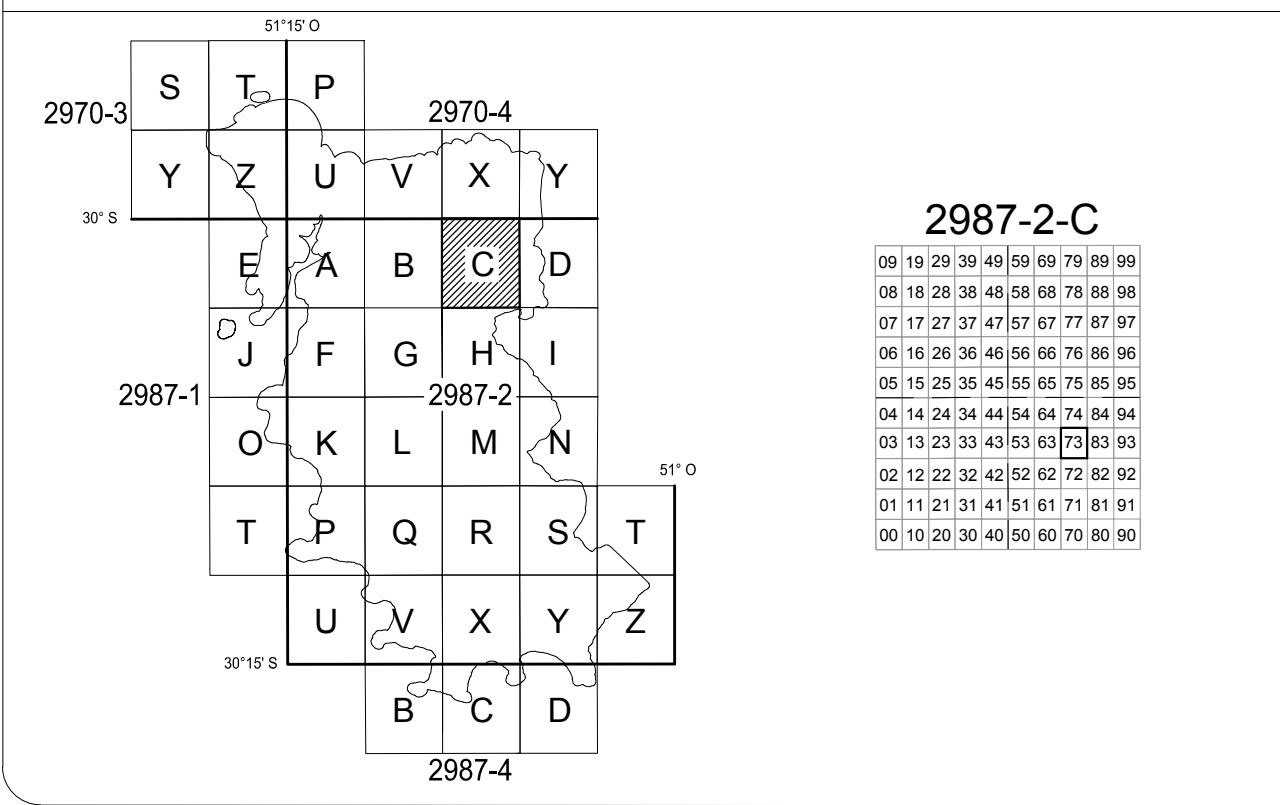 51°15' O
S T P
2970-3
2970-4
Y Z U V X Y
30° S
E A B C D
J F G H I
2987-1
2987-2
O K L M N
51° O
T P Q R S T
U V X Y Z
30°15' S
B C D
2987-4
2987-2-C
09 19 29 39 49 59 69 79 89 99
08 18 28 38 48 58 68 78 88 98
07 17 27 37 47 57 67 77 87 97
06 16 26 36 46 56 66 76 86 96
05 15 25 35 45 55 65 75 85 95
04 14 24 34 44 54 64 74 84 94
03 13 23 33 43 53 63 73 83 93
02 12 22 32 42 52 62 72 82 92
01 11 21 31 41 51 61 71 81 91
00 10 20 30 40 50 60 70 80 90